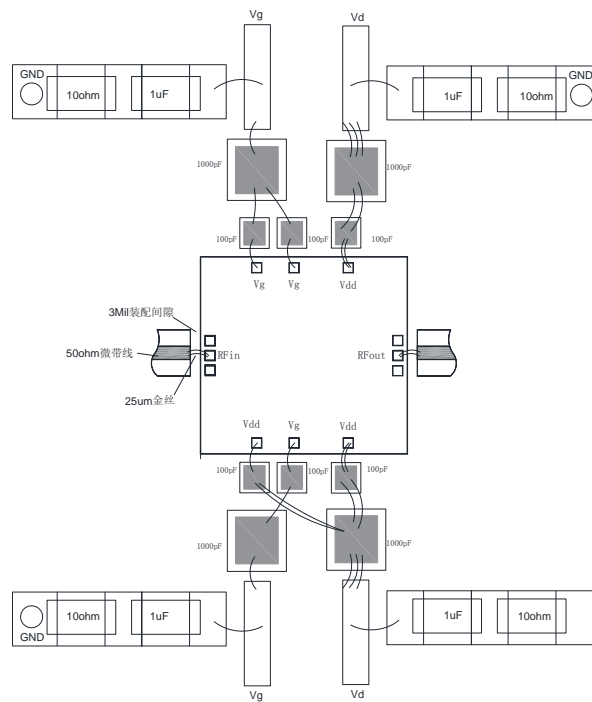 Vg
Vd
GND
10ohm
1uF
1uF
10ohm
GND
1000pF
1000pF
100pF
100pF
100pF
Vg
Vg
Vdd
3Mil装配间隙
50ohm微带线
RFin
RFout
25um金丝
Vdd
Vg
Vdd
100pF
100pF
100pF
1000pF
1000pF
10ohm
1uF
1uF
10ohm
GND
Vg
Vd